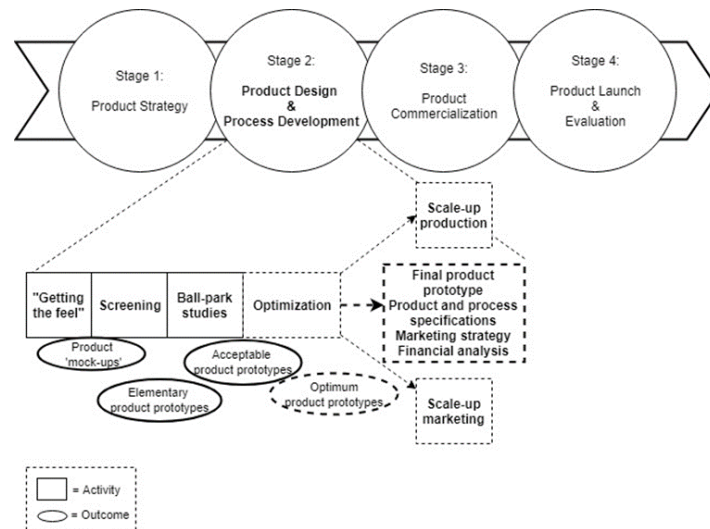 Stage 1:
Product Strategy
Stage 2:
Product Design
&
Process Development
Stage 3:
Product
Commercialization
Stage 4:
Product Launch
&
Evaluation
Scale-up
production
"Getting
the feel"
Screening
Ball-park
studies
Optimization
Final product
prototype
Product and process
specifications
Marketing strategy
Financial analysis
Product
'mock-ups'
Elementary
product prototypes
Acceptable
product prototypes
Optimum
product prototypes
Scale-up
marketing
= Activity
= Outcome